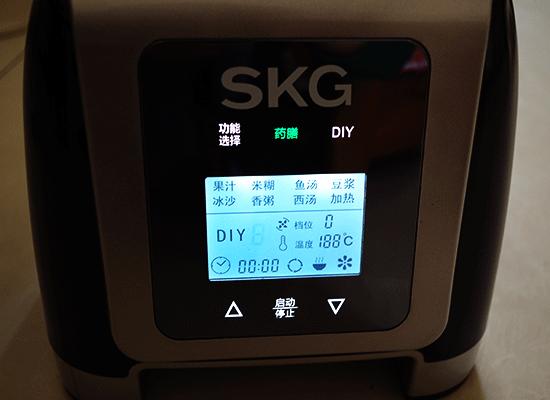 SKG
功能
选择
药膳
DIY
果汁 米糊 鱼汤 豆浆
冰沙 香粥 西汤 加热
DIY
档位 0
温度 188℃
00:00
启动
停止